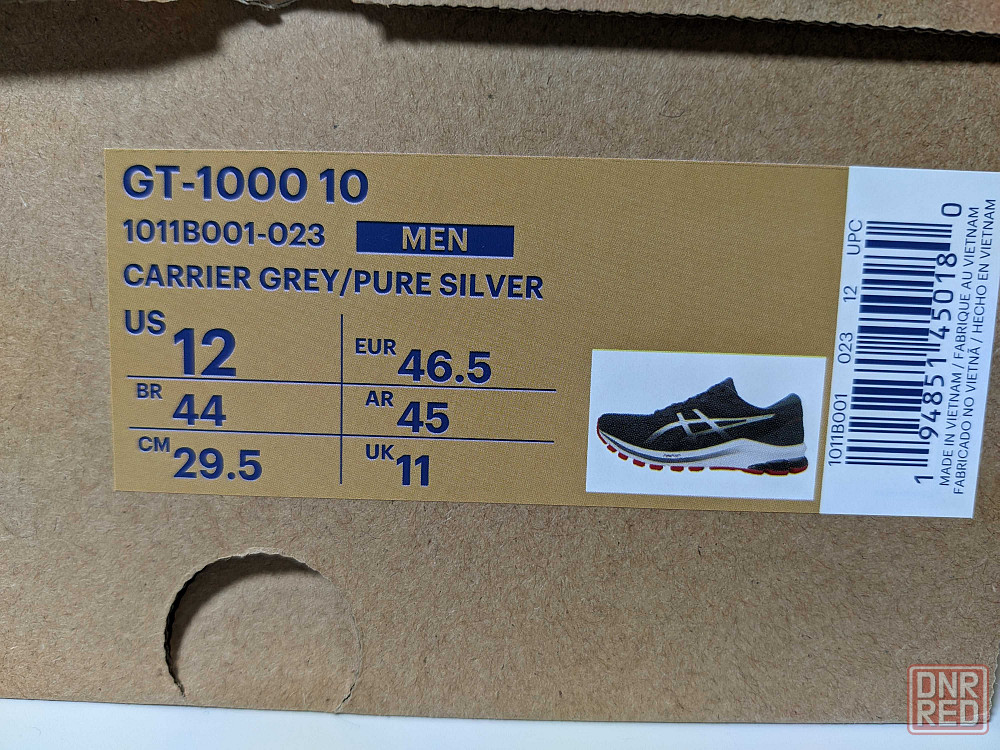 GT-1000 10
1011B001-023 MEN
CARRIER GREY/PURE SILVER
US 12 EUR 46.5
BR 44 AR 45
CM 29.5 UK 11
1011B001 023 12 UPC
1 94851 45018 0
MADE IN VIETNAM / FABRIQUE AU VIETNAM
FABRICADO NO VIETNÃ / HECHO EN VIETNAM
DNR
RED